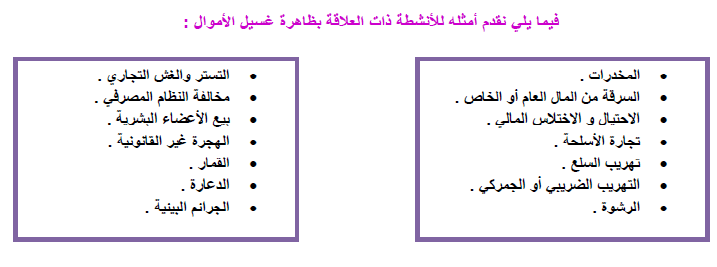 فيما يلي نقدم أمثله للأنشطة ذات العلاقة بظاهرة غسيل الأموال :
المخدرات .
السرقة من المال العام أو الخاص .
الاحتيال و الاختلاس المالي .
تجارة الأسلحة .
تهريب السلع .
التهريب الضريبي أو الجمركي .
الرشوة .
التستر والغش التجاري .
مخالفة النظام المصرفي .
بيع الأعضاء البشرية .
الهجرة غير القانونية .
القمار .
الدعارة .
الجرائم البيئية .